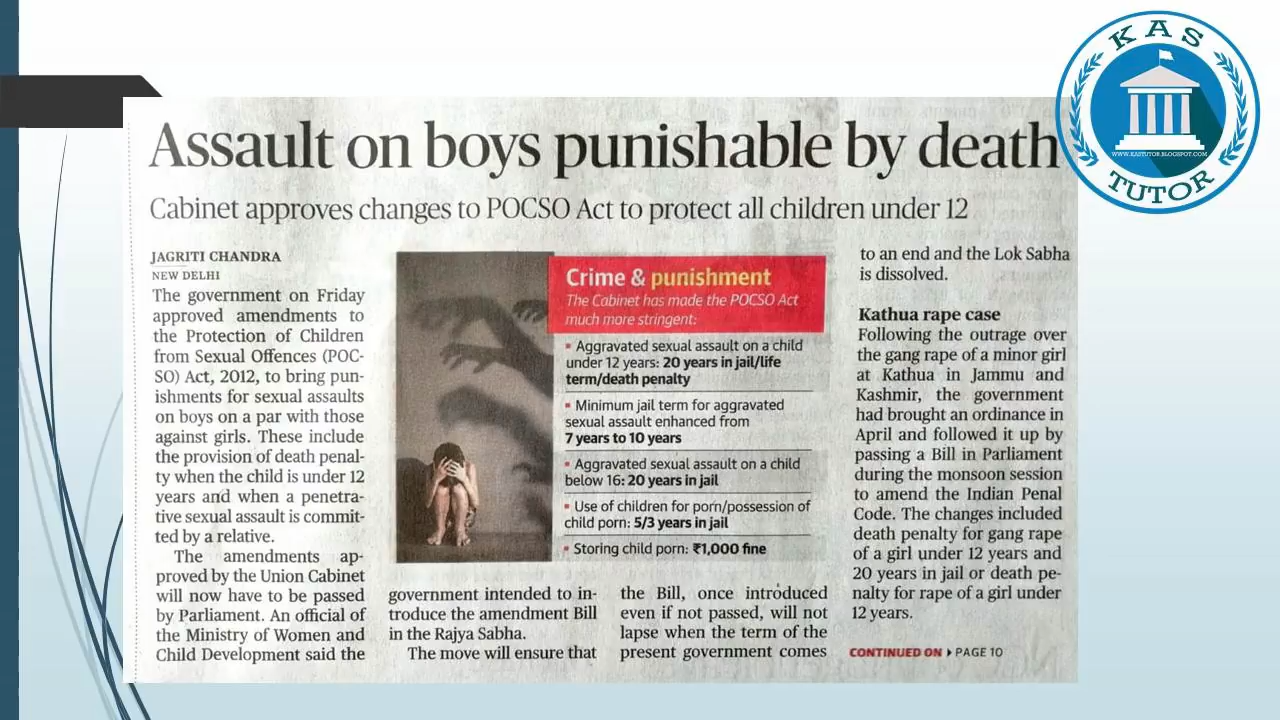 Assault on boys punishable by death
Cabinet approves changes to POCSO Act to protect all children under 12
JAGRITI CHANDRA
NEW DELHI
The government on Friday
approved amendments to
the Protection of Children
from Sexual Offences (POC-
SO) Act, 2012, to bring pun-
ishments for sexual assaults
on boys on a par with those
against girls. These include
the provision of death penal-
ty when the child is under 12
years and when a penetra-
tive sexual assault is commit-
ted by a relative.
The amendments ap-
proved by the Union Cabinet
will now have to be passed
by Parliament. An official of
the Ministry of Women and
Child Development said the
government intended to in-
troduce the amendment Bill
in the Rajya Sabha.
The move will ensure that
the Bill, once introduced
even if not passed, will not
lapse when the term of the
present government comes
to an end and the Lok Sabha
is dissolved.
Kathua rape case
Following the outrage over
the gang rape of a minor girl
at Kathua in Jammu and
Kashmir, the government
had brought an ordinance in
April and followed it up by
passing a Bill in Parliament
during the monsoon session
to amend the Indian Penal
Code. The changes included
death penalty for gang rape
of a girl under 12 years and
20 years in jail or death pe-
nalty for rape of a girl under
12 years.
CONTINUED ON ▸ PAGE 10
Crime & punishment
The Cabinet has made the POCSO Act
much more stringent:
▪ Aggravated sexual assault on a child
under 12 years: 20 years in jail/life
term/death penalty
▪ Minimum jail term for aggravated
sexual assault enhanced from
7 years to 10 years
▪ Aggravated sexual assault on a child
below 16: 20 years in jail
▪ Use of children for porn/possession of
child porn: 5/3 years in jail
▪ Storing child porn: ₹1,000 fine
KAS
WWW.KASTUTOR.BLOGSPOT.COM
TUTOR